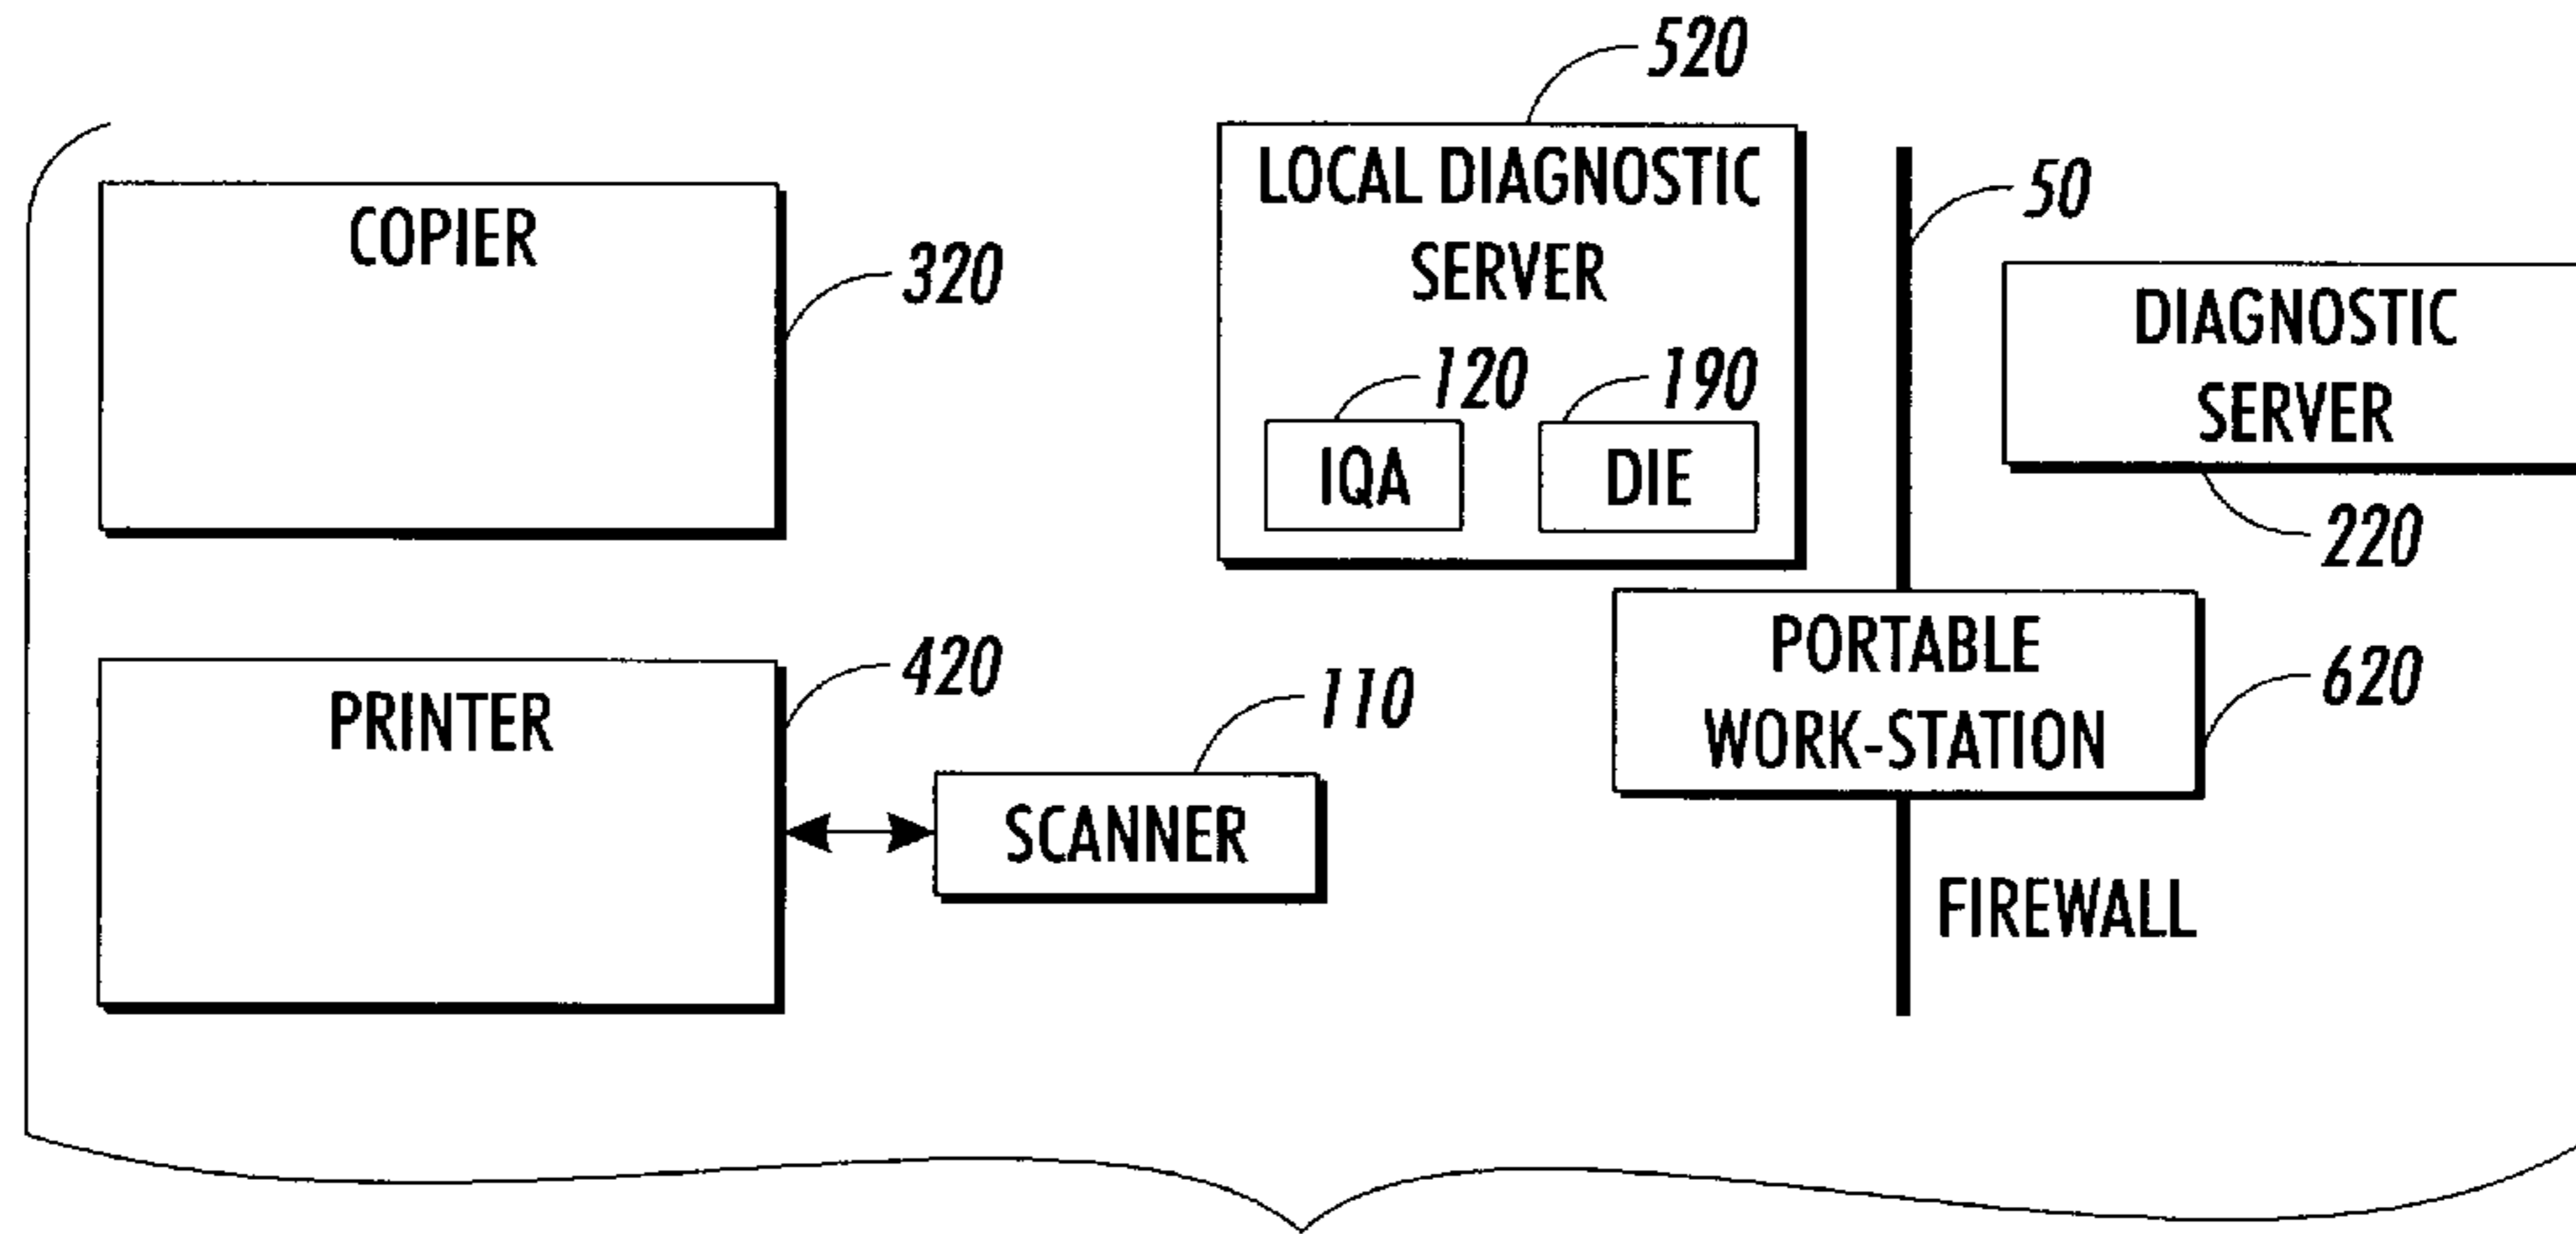 520
LOCAL DIAGNOSTIC
SERVER
50
COPIER
320
DIAGNOSTIC
SERVER
120
190
IQA
DIE
220
PORTABLE
WORK-STATION
620
PRINTER
420
110
SCANNER
FIREWALL